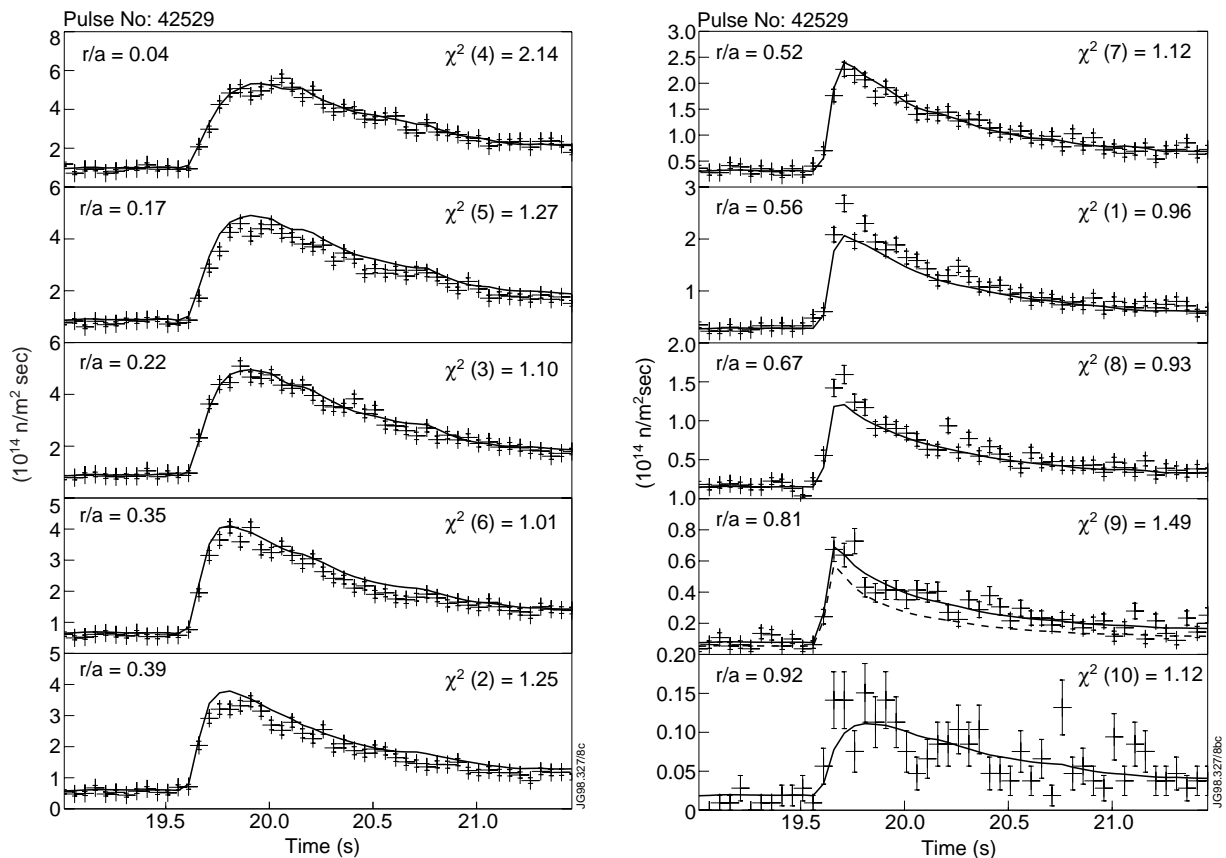 Pulse No: 42529
8
6
4
2
r/a = 0.04
χ² (4) = 2.14
6
4
2
r/a = 0.17
χ² (5) = 1.27
6
4
2
r/a = 0.22
χ² (3) = 1.10
5
4
3
2
1
r/a = 0.35
χ² (6) = 1.01
5
4
3
2
1
0
r/a = 0.39
χ² (2) = 1.25
(10¹⁴ n/m² sec)
19.5 20.0 20.5 21.0
Time (s)
JG98.327/8c
Pulse No: 42529
3.0
2.5
2.0
1.5
1.0
0.5
r/a = 0.52
χ² (7) = 1.12
3
2
1
r/a = 0.56
χ² (1) = 0.96
2.0
1.5
1.0
0.5
r/a = 0.67
χ² (8) = 0.93
1.0
0.8
0.6
0.4
0.2
r/a = 0.81
χ² (9) = 1.49
0.20
0.15
0.10
0.05
0
r/a = 0.92
χ² (10) = 1.12
(10¹⁴ n/m²sec)
19.5 20.0 20.5 21.0
Time (s)
JG98.327/8bc